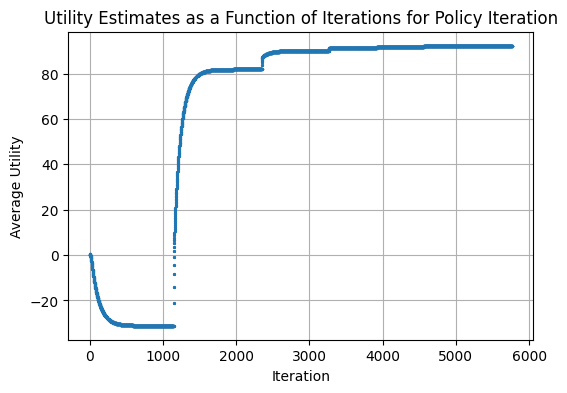 Utility Estimates as a Function of Iterations for Policy Iteration
80
60
40
20
0
−20
Average Utility
0 1000 2000 3000 4000 5000 6000
Iteration